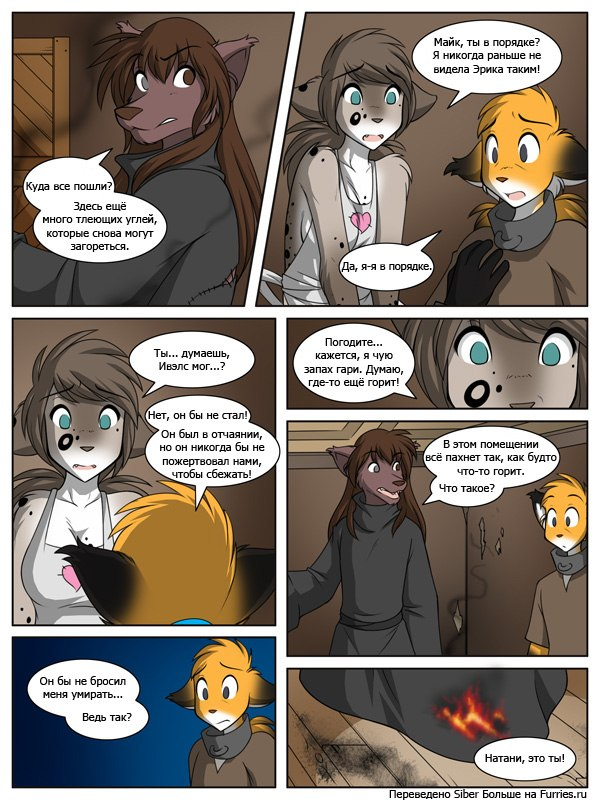 Куда все пошли?
Здесь ещё
много тлеющих углей,
которые снова могут
загореться.
Майк, ты в порядке?
Я никогда раньше не
видела Эрика таким!
Да, я-я в порядке.
Ты... думаешь,
Ивэлс мог...?
Нет, он бы не стал!
Он был в отчаянии,
но он никогда бы не
пожертвовал нами,
чтобы сбежать!
Он бы не бросил
меня умирать...
Ведь так?
Погодите...
кажется, я чую
запах гари. Думаю,
где-то ещё горит!
В этом помещении
всё пахнет так, как будто
что-то горит.
Что такое?
Натани, это ты!
Переведено Siber Больше на Furries.ru